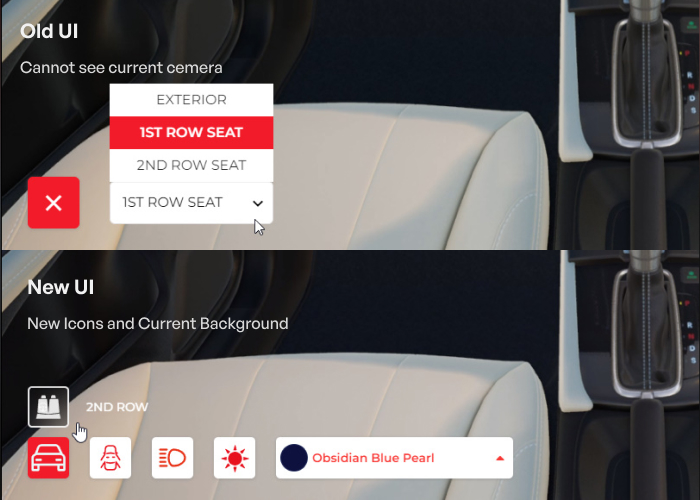 Old UI
Cannot see current cemera
EXTERIOR
1ST ROW SEAT
2ND ROW SEAT
1ST ROW SEAT
New UI
New Icons and Current Background
2ND ROW
Obsidian Blue Pearl